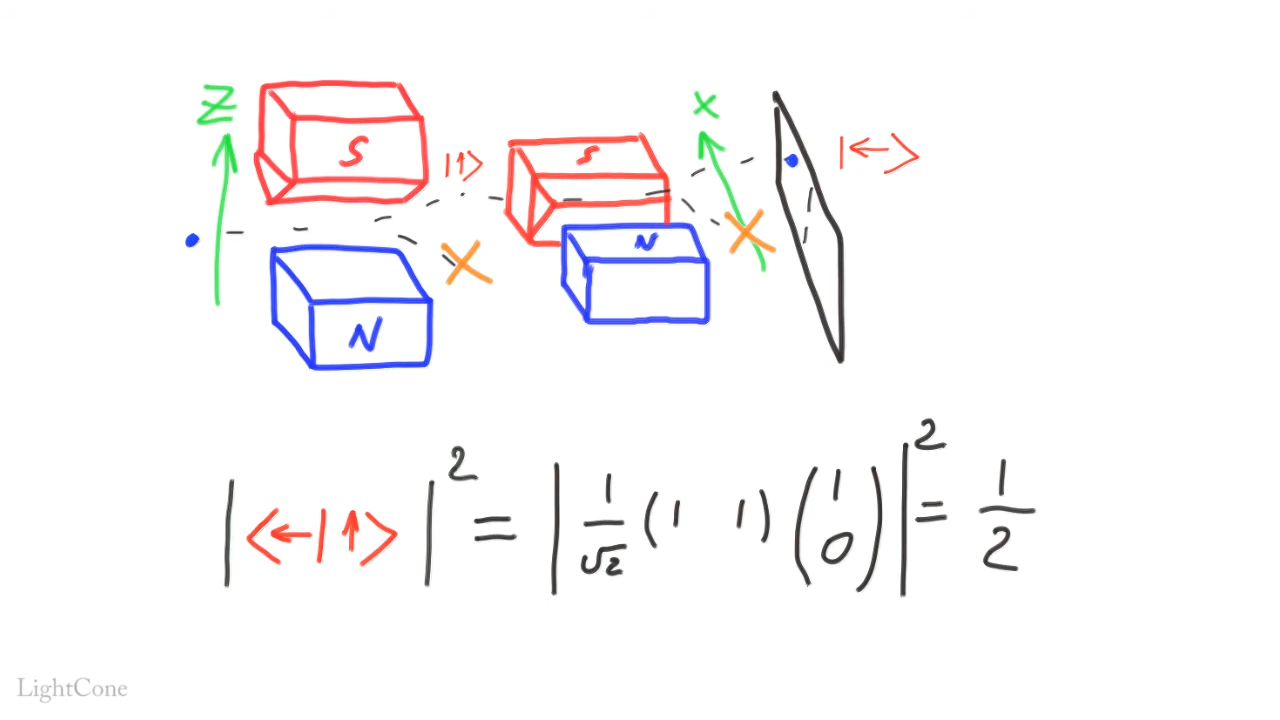 Z
S
N
|↑⟩
S
N
x
|←⟩
|⟨←|↑⟩|² = |1/√2 (1 1) (1 0)|² = 1/2
LightCone